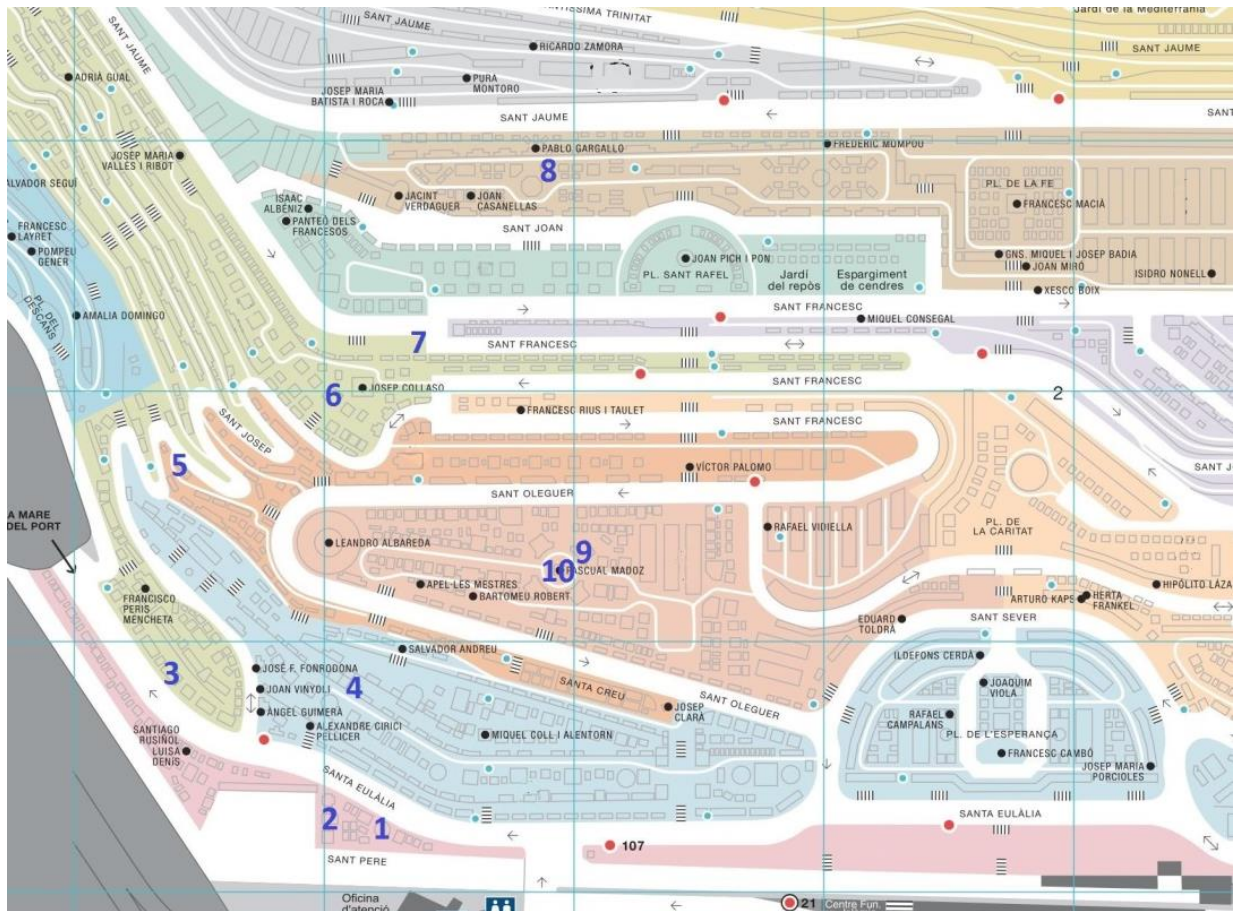 SANT JAUME
SANT JAUME
RICARDO ZAMORA
Jardí de la Mediterrània
SANT JAUME
ADRIÀ GUAL
PURA
MONTORO
JOSEP MARIA
BATISTA I ROCA
SANT JAUME
JOSEP MARIA
VALLÈS I RIBOT
PABLO GARGALLO
8
FREDERIC MOMPOU
PL. DE LA FE
FRANCESC MACIÀ
ISAAC
ALBÉNIZ
PANTEÓ DELS
FRANCESOS
JACINT
VERDAGUER
JOAN
CASANELLAS
SANT JOAN
FRANCESC
LAYRET
POMPEU
GENER
PL. DEL
DESCANS
AMALIA DOMINGO
JOAN PICH I PON
PL. SANT RAFEL
Jardí
del repòs
Espargiment
de cendres
GNS. MIQUEL I JOSEP BADIA
JOAN MIRÓ
ISIDRO NONELL
XESCO BOIX
SANT FRANCESC
MIQUEL CONSEGAL
7
SANT FRANCESC
6
JOSEP COLLASO
SANT FRANCESC
2
FRANCESC RIUS I TAULET
SANT FRANCESC
SANT JOSEP
5
VÍCTOR PALOMO
SANT OLEGUER
A MARE
DEL PORT
LEANDRO ALBAREDA
RAFAEL VIDIELLA
PL. DE
LA CARITAT
9
10
PASCUAL MADOZ
APEL·LES MESTRES
BARTOMEU ROBERT
FRANCISCO
PERIS
MENCHETA
ARTURO KAPS
HERTA
FRANKEL
EDUARD
TOLDRÀ
SANT SEVER
SALVADOR ANDREU
ILDEFONS CERDÀ
3
JOSÉ F. FONRODONA
4
JOAN VINYOLI
ÀNGEL GUIMERÀ
ALEXANDRE CIRICI
PELLICER
SANTA CREU
SANT OLEGUER
JOSEP
CLARÀ
JOAQUIM
VIOLA
RAFAEL
CAMPALANS
PL. DE L'ESPERANÇA
FRANCESC CAMBÓ
JOSEP MARIA
PORCIOLES
SANTIAGO
RUSIÑOL
LUISA
DENIS
MIQUEL COLL I ALENTORN
SANTA EULÀLIA
SANTA EULÀLIA
2
1
107
SANT PERE
Oficina
d'atenció
21
Centre Fun.